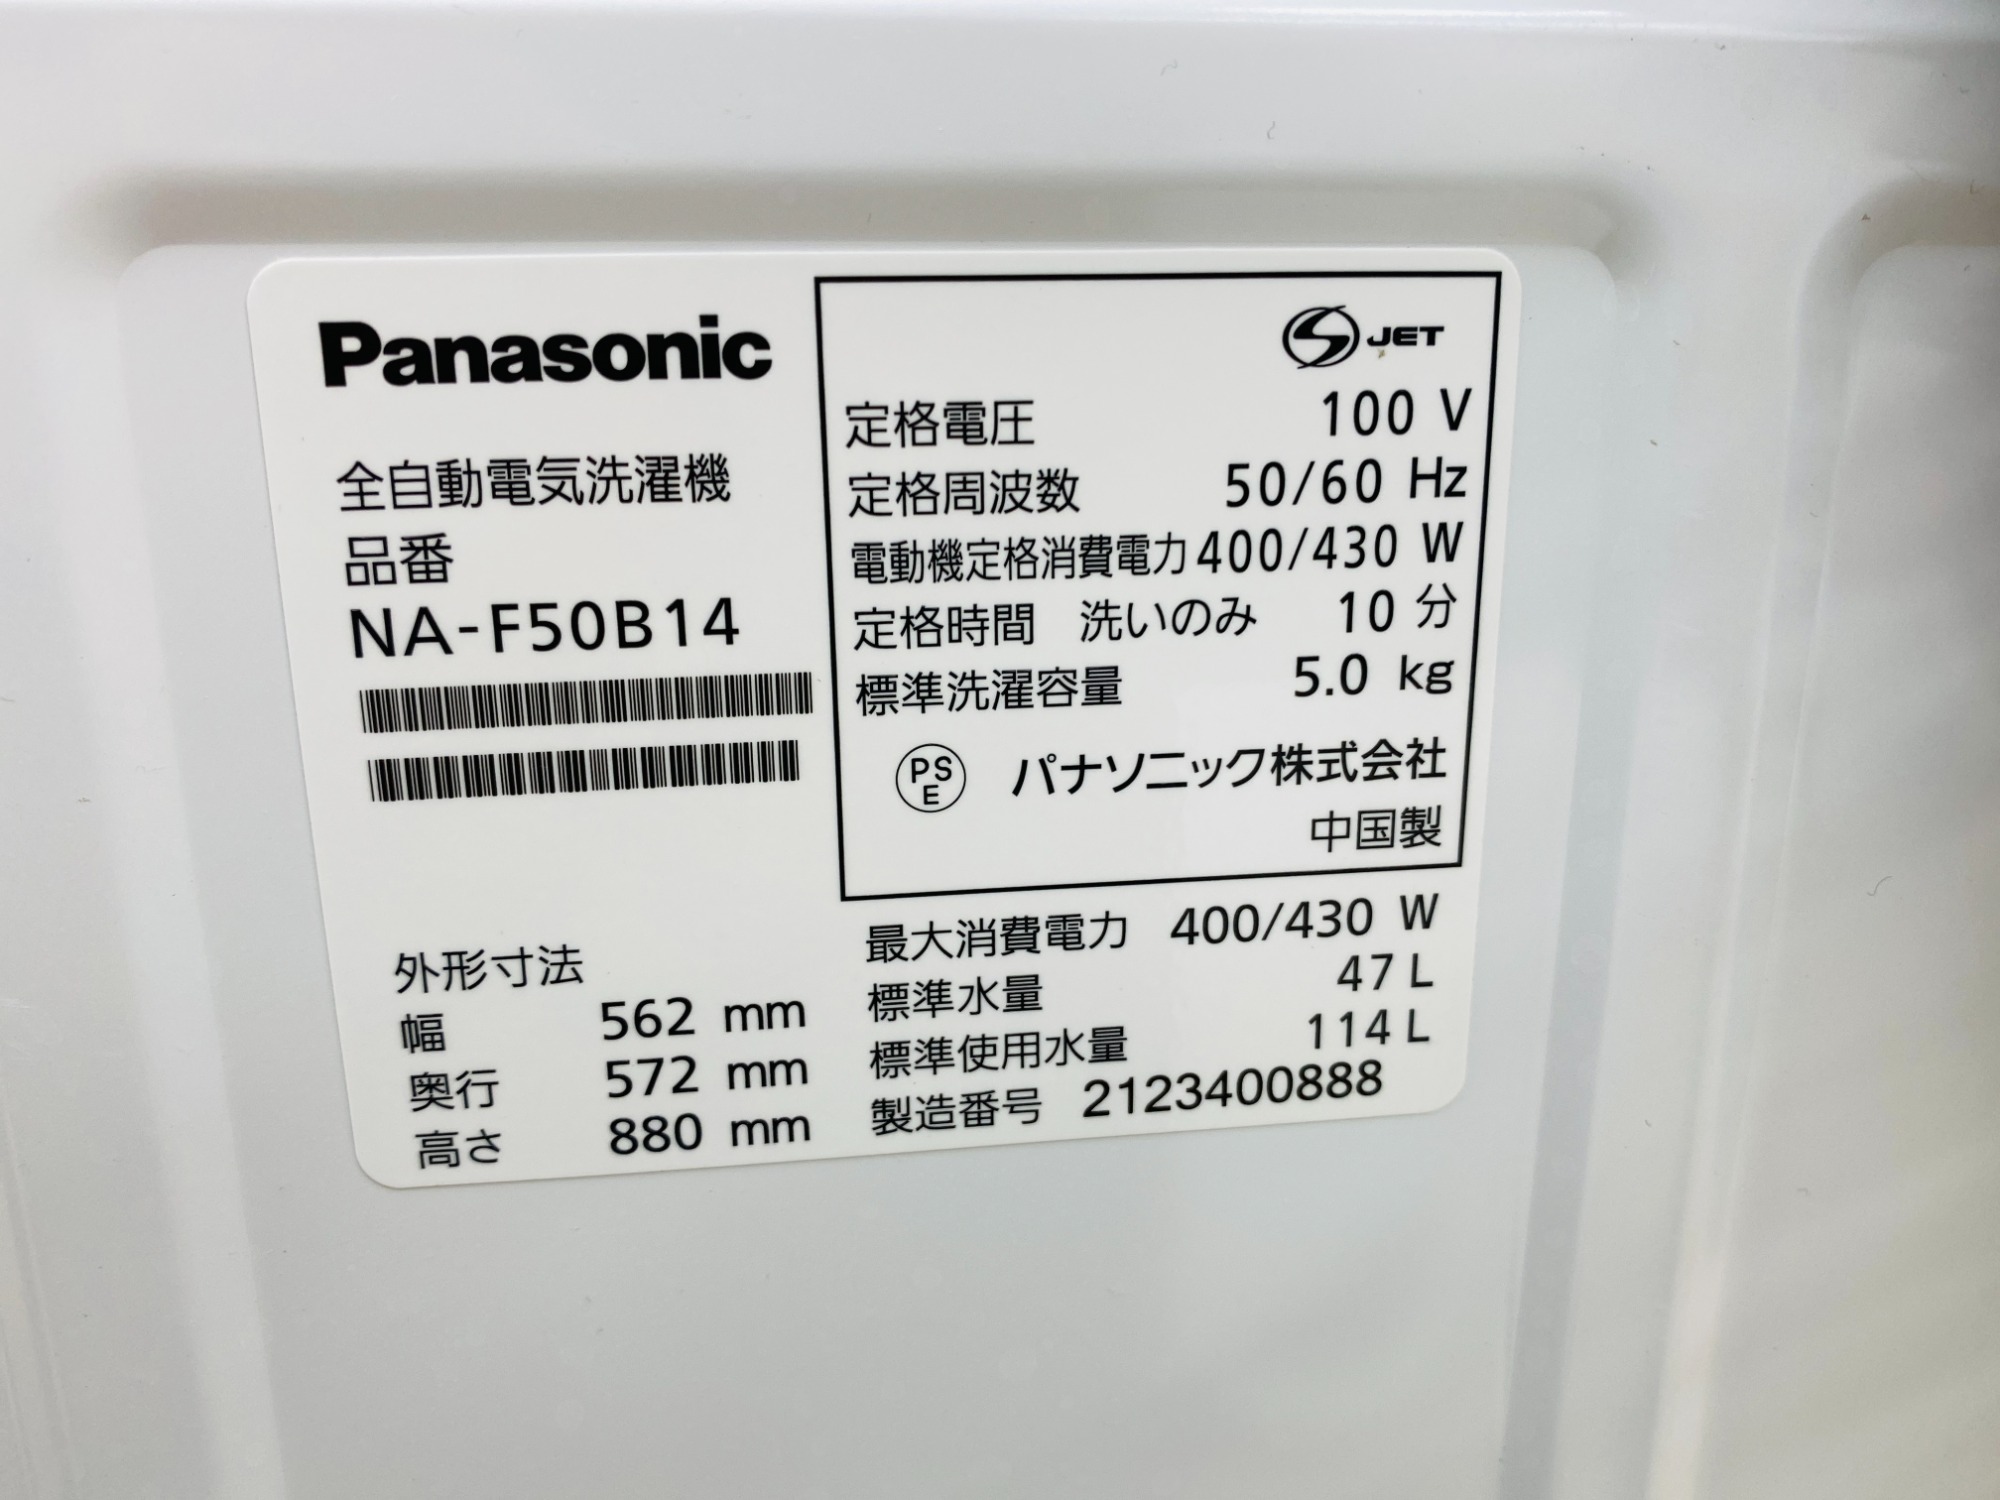 Panasonic
全自動電気洗濯機
品番
NA-F50B14
外形寸法
幅 562 mm
奥行 572 mm
高さ 880 mm
S JET
定格電圧 100 V
定格周波数 50/60 Hz
電動機定格消費電力 400/430 W
定格時間 洗いのみ 10 分
標準洗濯容量 5.0 kg
PS E パナソニック株式会社
中国製
最大消費電力 400/430 W
標準水量 47 L
標準使用水量 114 L
製造番号 2123400888